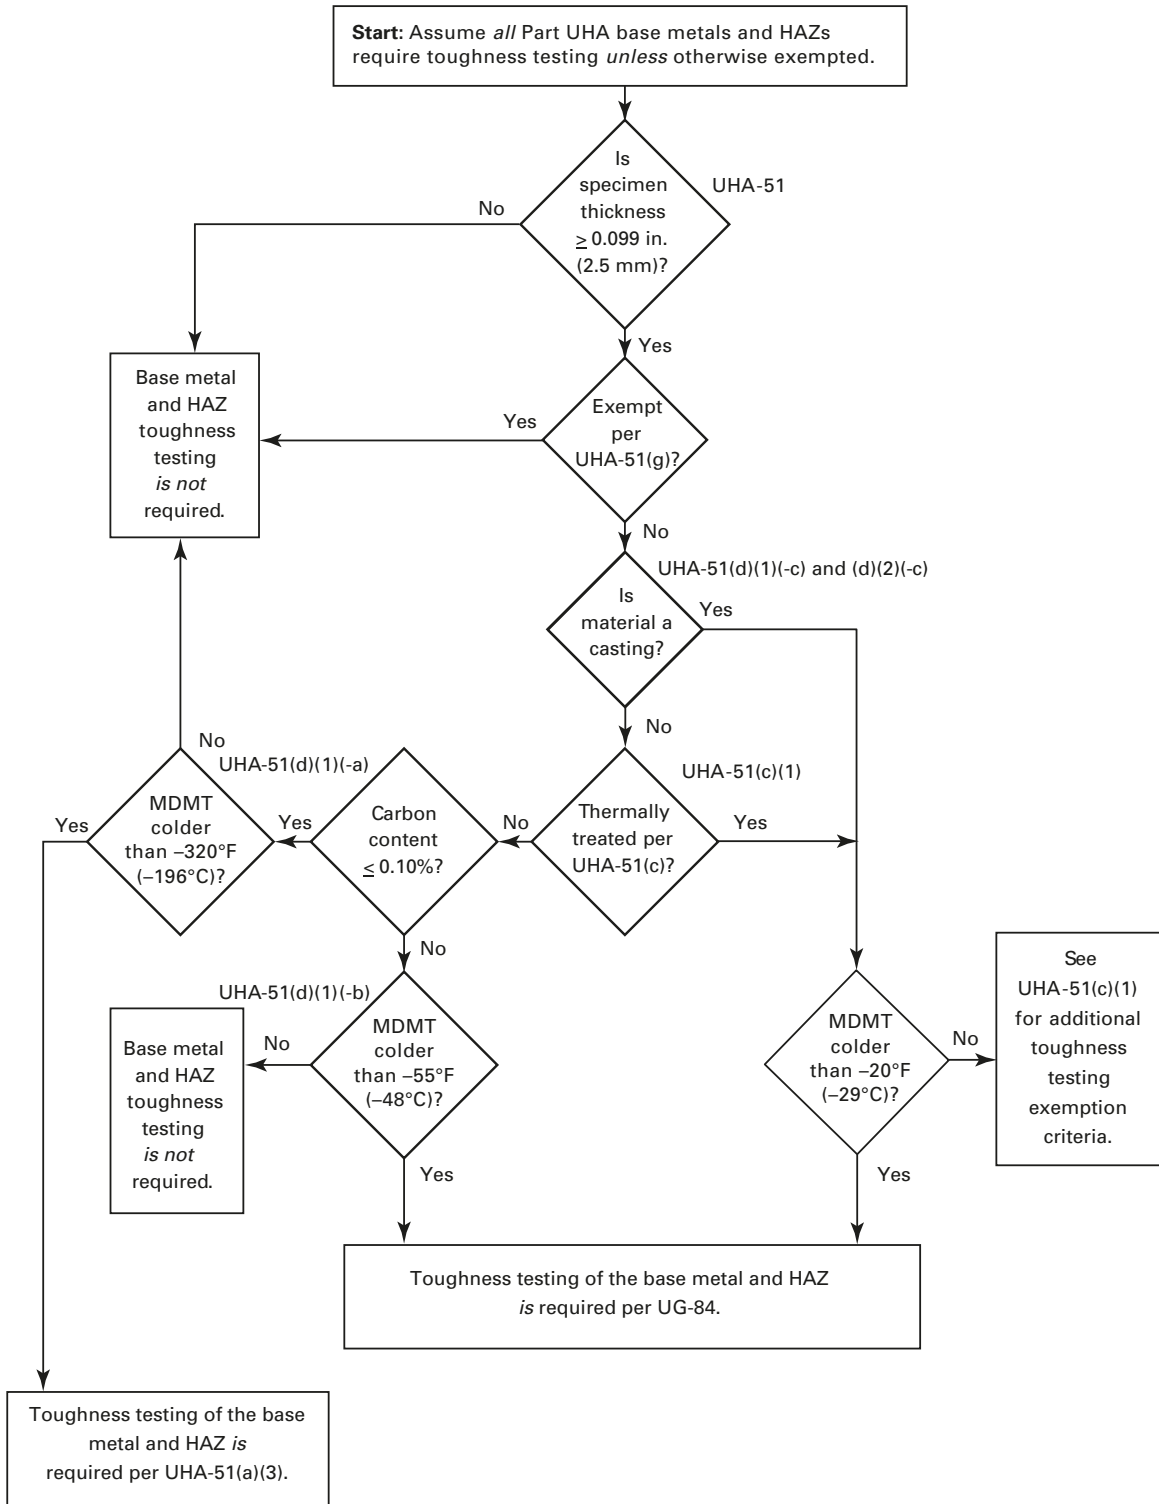 Start: Assume all Part UHA base metals and HAZs
require toughness testing unless otherwise exempted.
Is
specimen
thickness
≥ 0.099 in.
(2.5 mm)?
UHA-51
No
Yes
Base metal
and HAZ
toughness
testing
is not
required.
Exempt
per
UHA-51(g)?
Yes
No
UHA-51(d)(1)(-c) and (d)(2)(-c)
Is
material a
casting?
Yes
No
UHA-51(c)(1)
Thermally
treated per
UHA-51(c)?
Yes
No
Carbon
content
≤ 0.10%?
Yes
No
UHA-51(d)(1)(-a)
MDMT
colder
than –320°F
(–196°C)?
No
Yes
UHA-51(d)(1)(-b)
MDMT
colder
than –55°F
(–48°C)?
No
Yes
Base metal
and HAZ
toughness
testing
is not
required.
MDMT
colder
than –20°F
(–29°C)?
No
Yes
See
UHA-51(c)(1)
for additional
toughness
testing
exemption
criteria.
Toughness testing of the base metal and HAZ
is required per UG-84.
Toughness testing of the base
metal and HAZ is
required per UHA-51(a)(3).